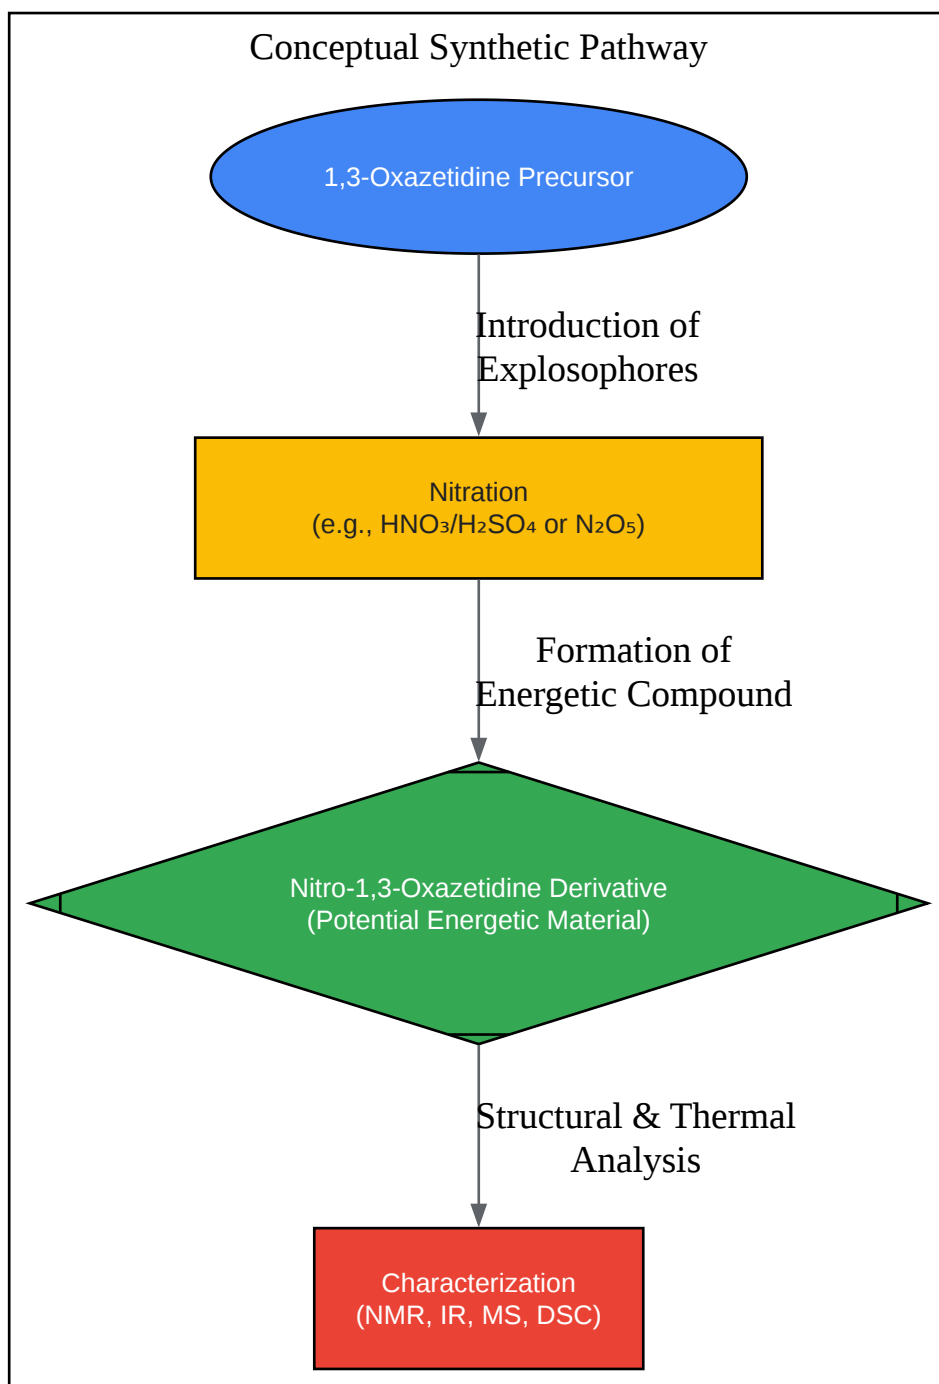 Conceptual Synthetic Pathway
1,3-Oxazetidine Precursor
Introduction of
Explosophores
Nitration
(e.g., HNO₃/H₂SO₄ or N₂O₅)
Formation of
Energetic Compound
Nitro-1,3-Oxazetidine Derivative
(Potential Energetic Material)
Structural & Thermal
Analysis
Characterization
(NMR, IR, MS, DSC)